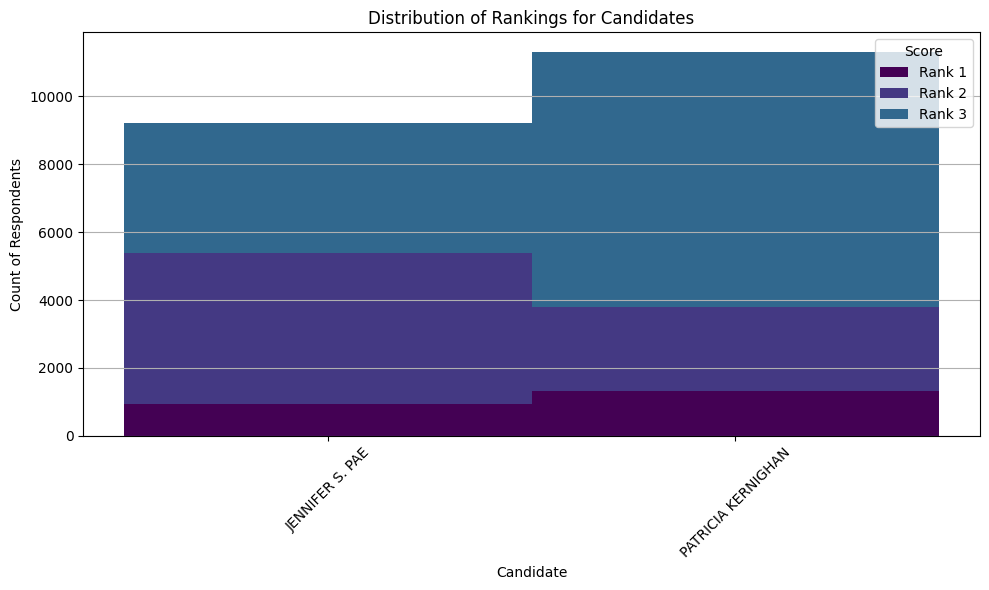 Distribution of Rankings for Candidates
Score
Rank 1
Rank 2
Rank 3
Count of Respondents
10000
8000
6000
4000
2000
0
JENNIFER S. PAE
PATRICIA KERNIGHAN
Candidate